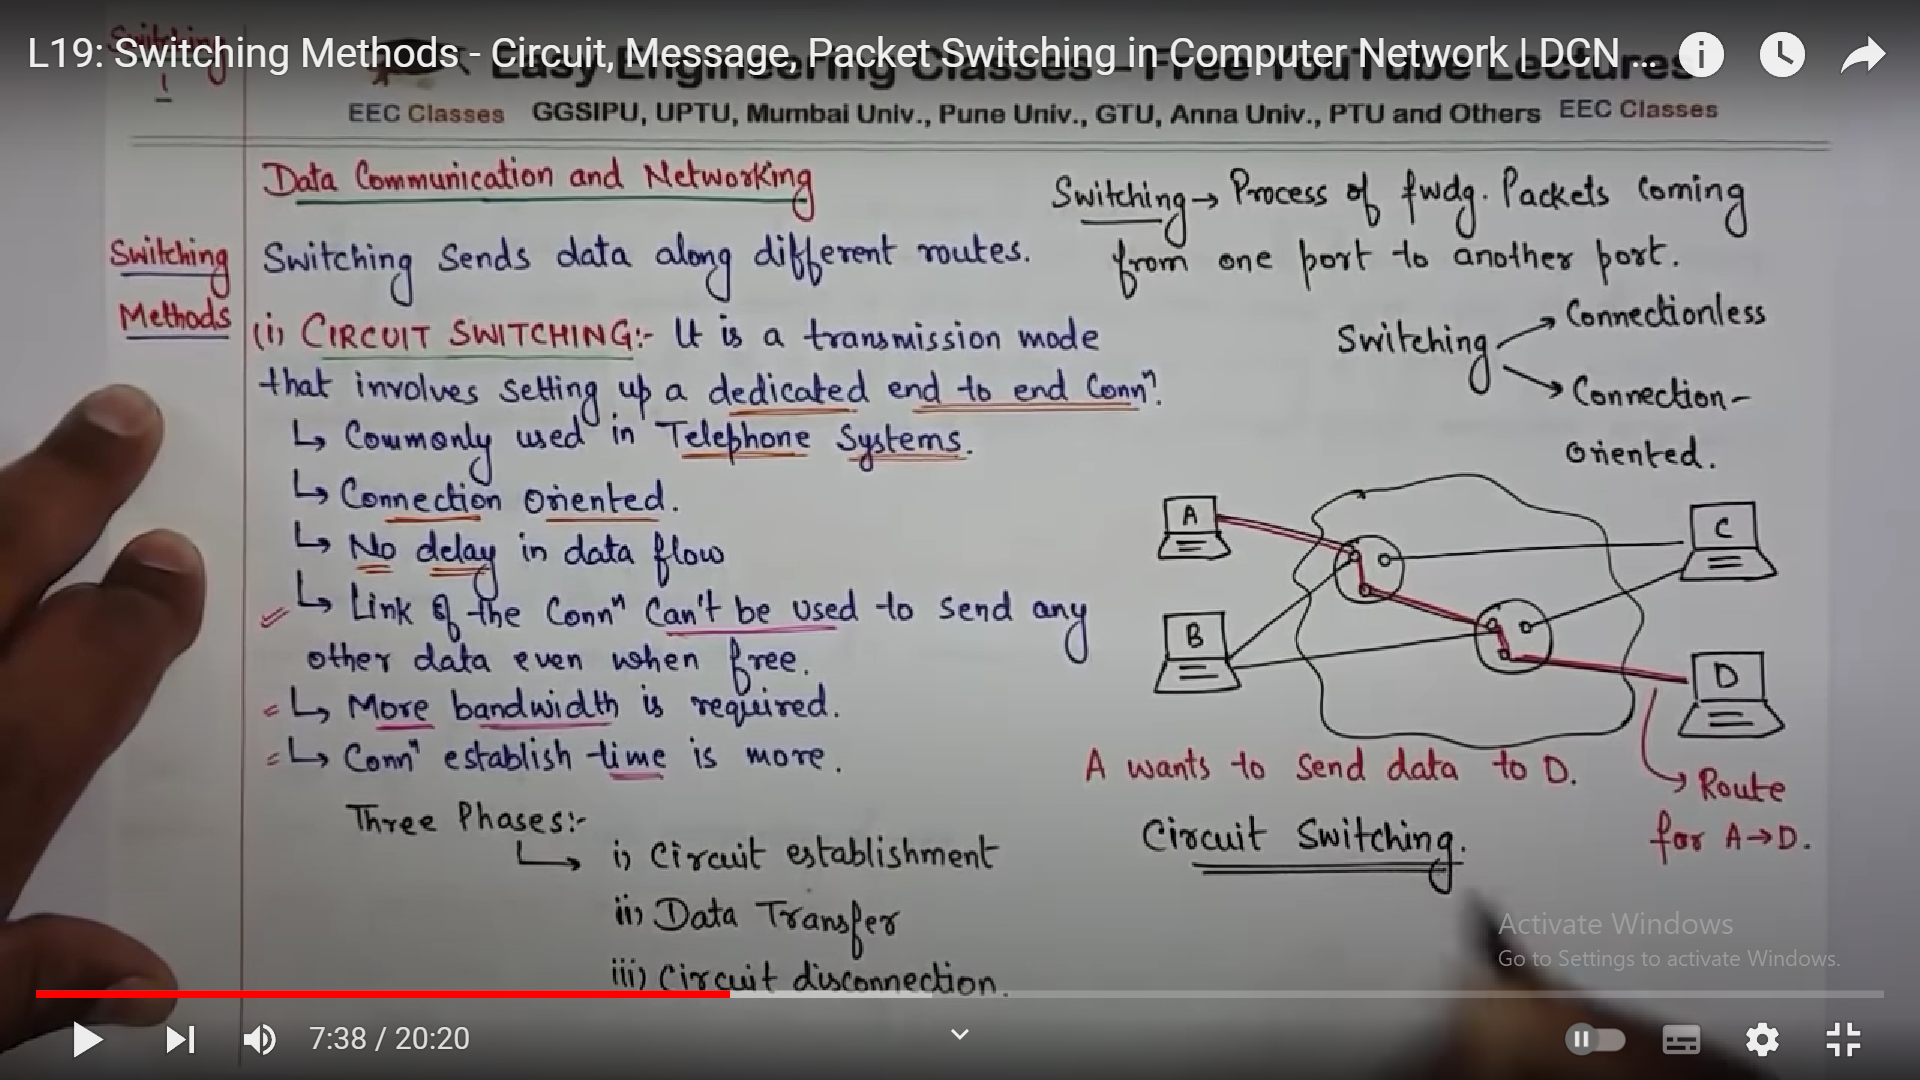 L19: Switching Methods - Circuit, Message, Packet Switching in Computer Network | DCN ...
Easy Engineering Classes – Free YouTube Lectures
EEC Classes GGSIPU, UPTU, Mumbai Univ., Pune Univ., GTU, Anna Univ., PTU and Others EEC Classes
Switching
1
Data Communication and Networking
Switching Methods
Switching sends data along different routes.
(i) CIRCUIT SWITCHING:- It is a transmission mode
that involves setting up a dedicated end to end Connⁿ.
↳ Commonly used in Telephone Systems.
↳ Connection oriented.
↳ No delay in data flow
↳ Link of the Connⁿ Can't be used to send any
other data even when free.
↳ More bandwidth is required.
↳ Connⁿ establish time is more.
Three Phases:-
i) Circuit establishment
ii) Data Transfer
iii) Circuit disconnection.
Switching → Process of fwdg. Packets coming
from one port to another port.
Switching
Connectionless
Connection-
Oriented.
A
C
B
D
A wants to send data to D.
Route
for A→D.
Circuit Switching.
Activate Windows
Go to Settings to activate Windows.
7:38 / 20:20